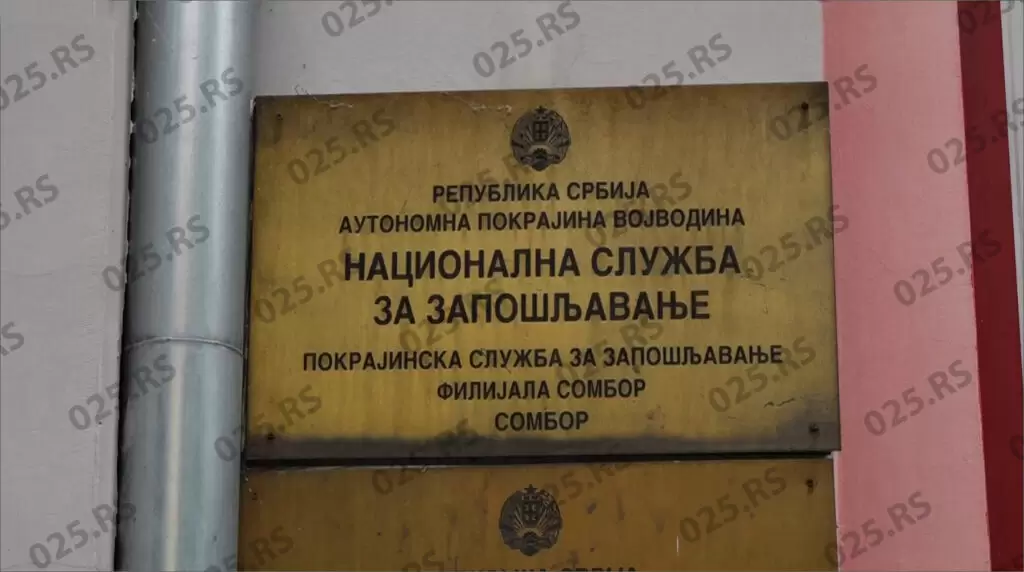 РЕПУБЛИКА СРБИЈА
АУТОНОМНА ПОКРАЈИНА ВОЈВОДИНА
НАЦИОНАЛНА СЛУЖБА
ЗА ЗАПОШЉАВАЊЕ
ПОКРАЈИНСКА СЛУЖБА ЗА ЗАПОШЉАВАЊЕ
ФИЛИЈАЛА СОМБОР
СОМБОР
025.RS